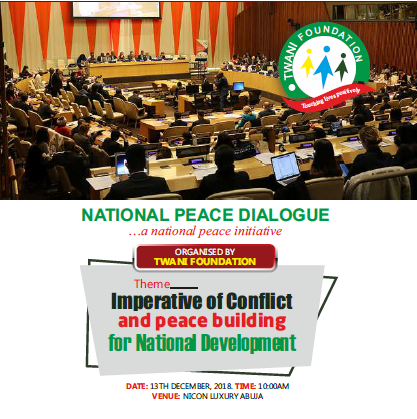 TWANI FOUNDATION
Touching lives positively
NATIONAL PEACE DIALOGUE
...a national peace initiative
ORGANISED BY
TWANI FOUNDATION
Theme
Imperative of Conflict
and peace building
for National Development
DATE: 13TH DECEMBER, 2018. TIME: 10:00AM
VENUE: NICON LUXURY ABUJA